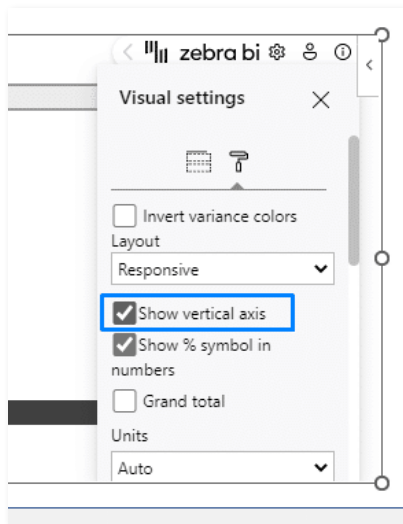 zebra bi
Visual settings
Invert variance colors
Layout
Responsive
Show vertical axis
Show % symbol in
numbers
Grand total
Units
Auto